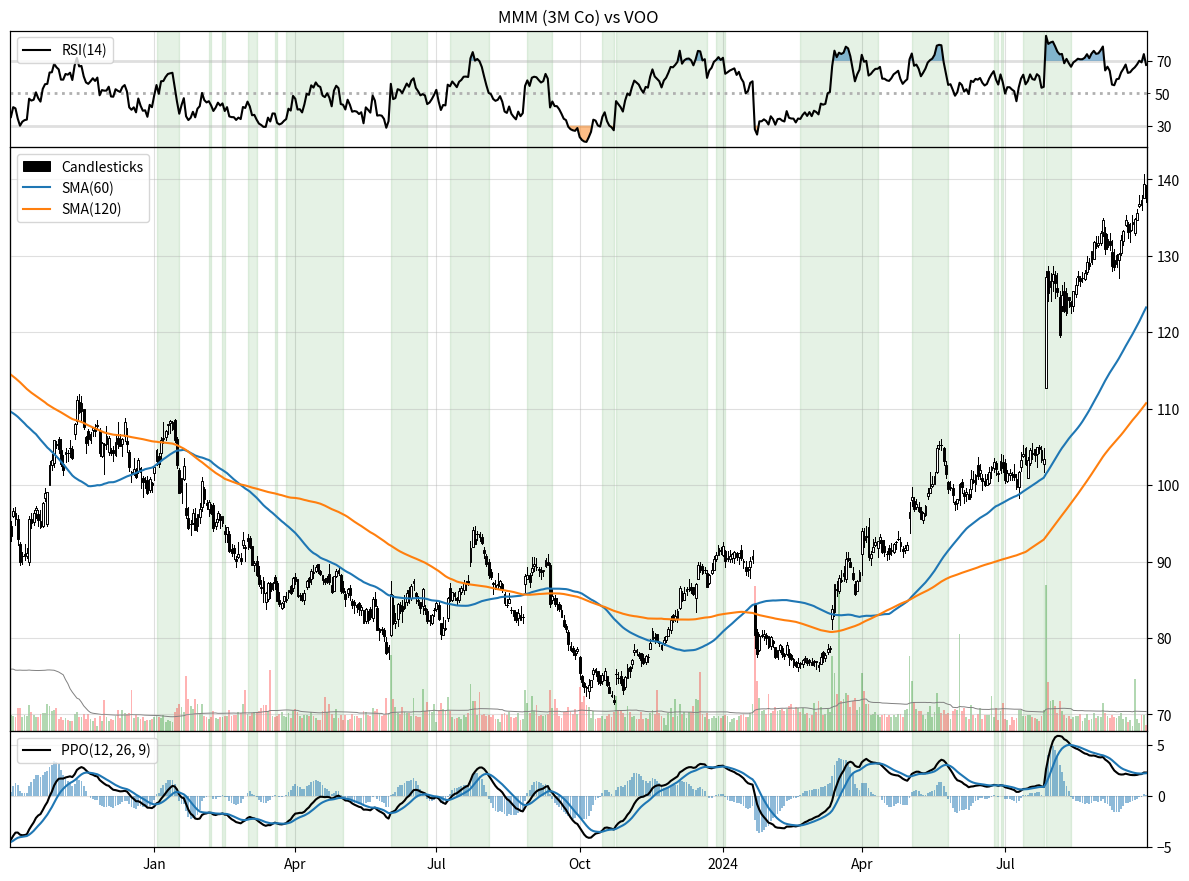 MMM (3M Co) vs VOO
RSI(14)
70
50
30
Candlesticks
SMA(60)
SMA(120)
140
130
120
110
100
90
80
70
PPO(12, 26, 9)
5
0
−5
Jan Apr Jul Oct 2024 Apr Jul